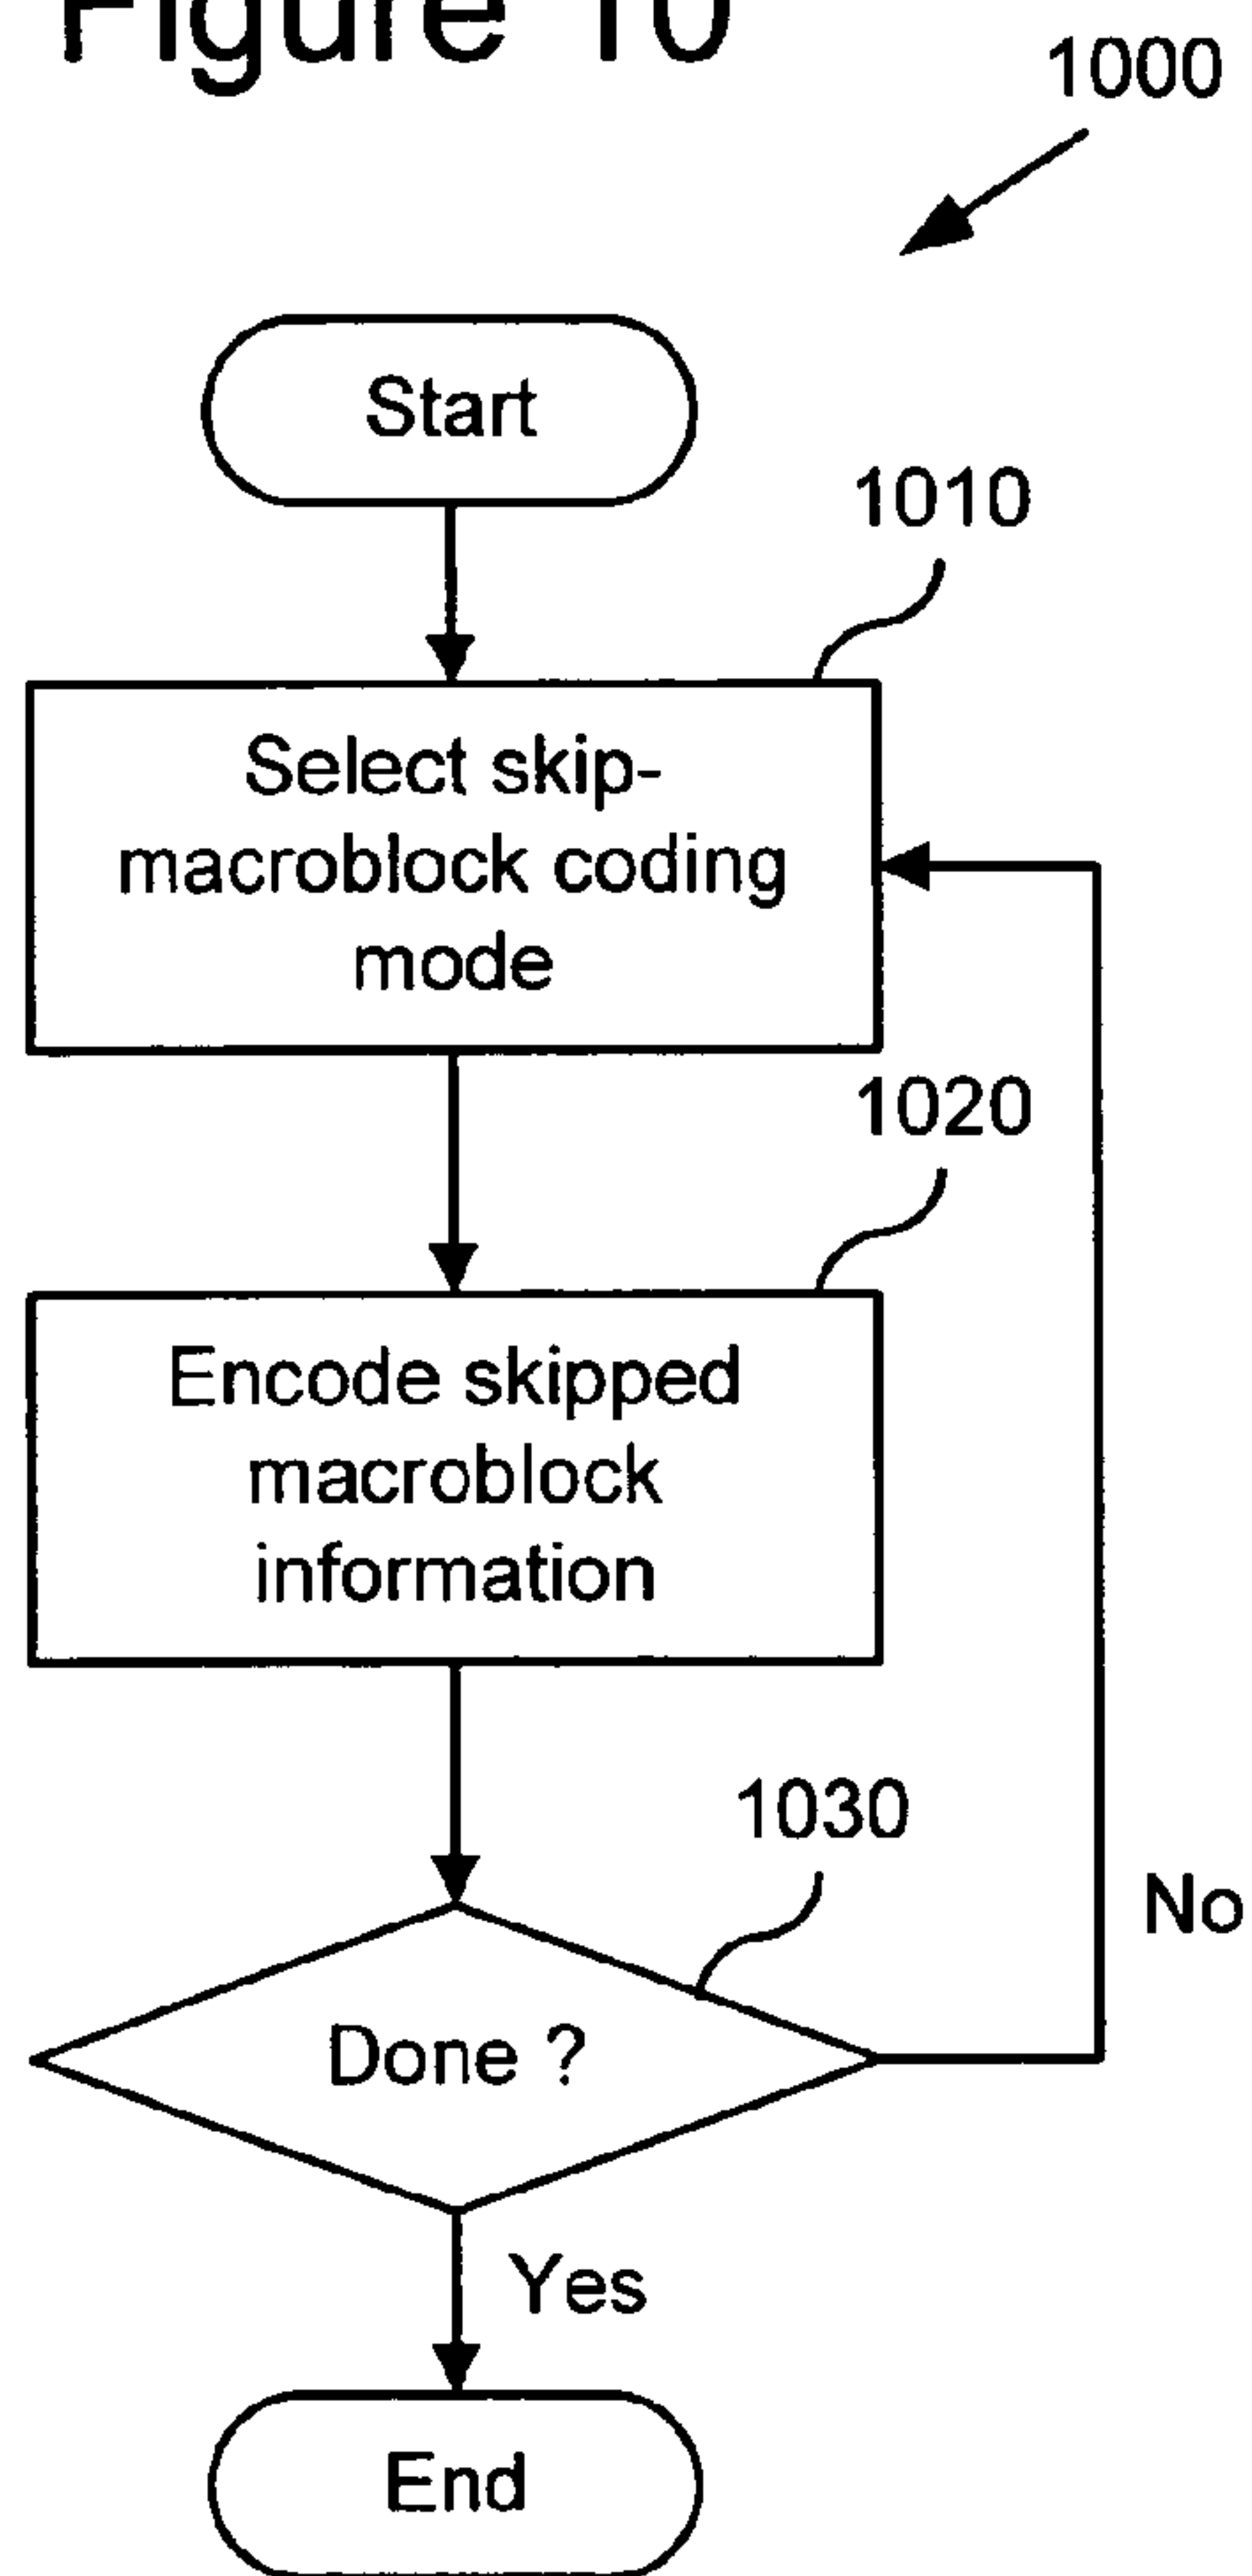 Figure 10
1000
Start
1010
Select skip-
macroblock coding
mode
1020
Encode skipped
macroblock
information
1030
Done ?
No
Yes
End